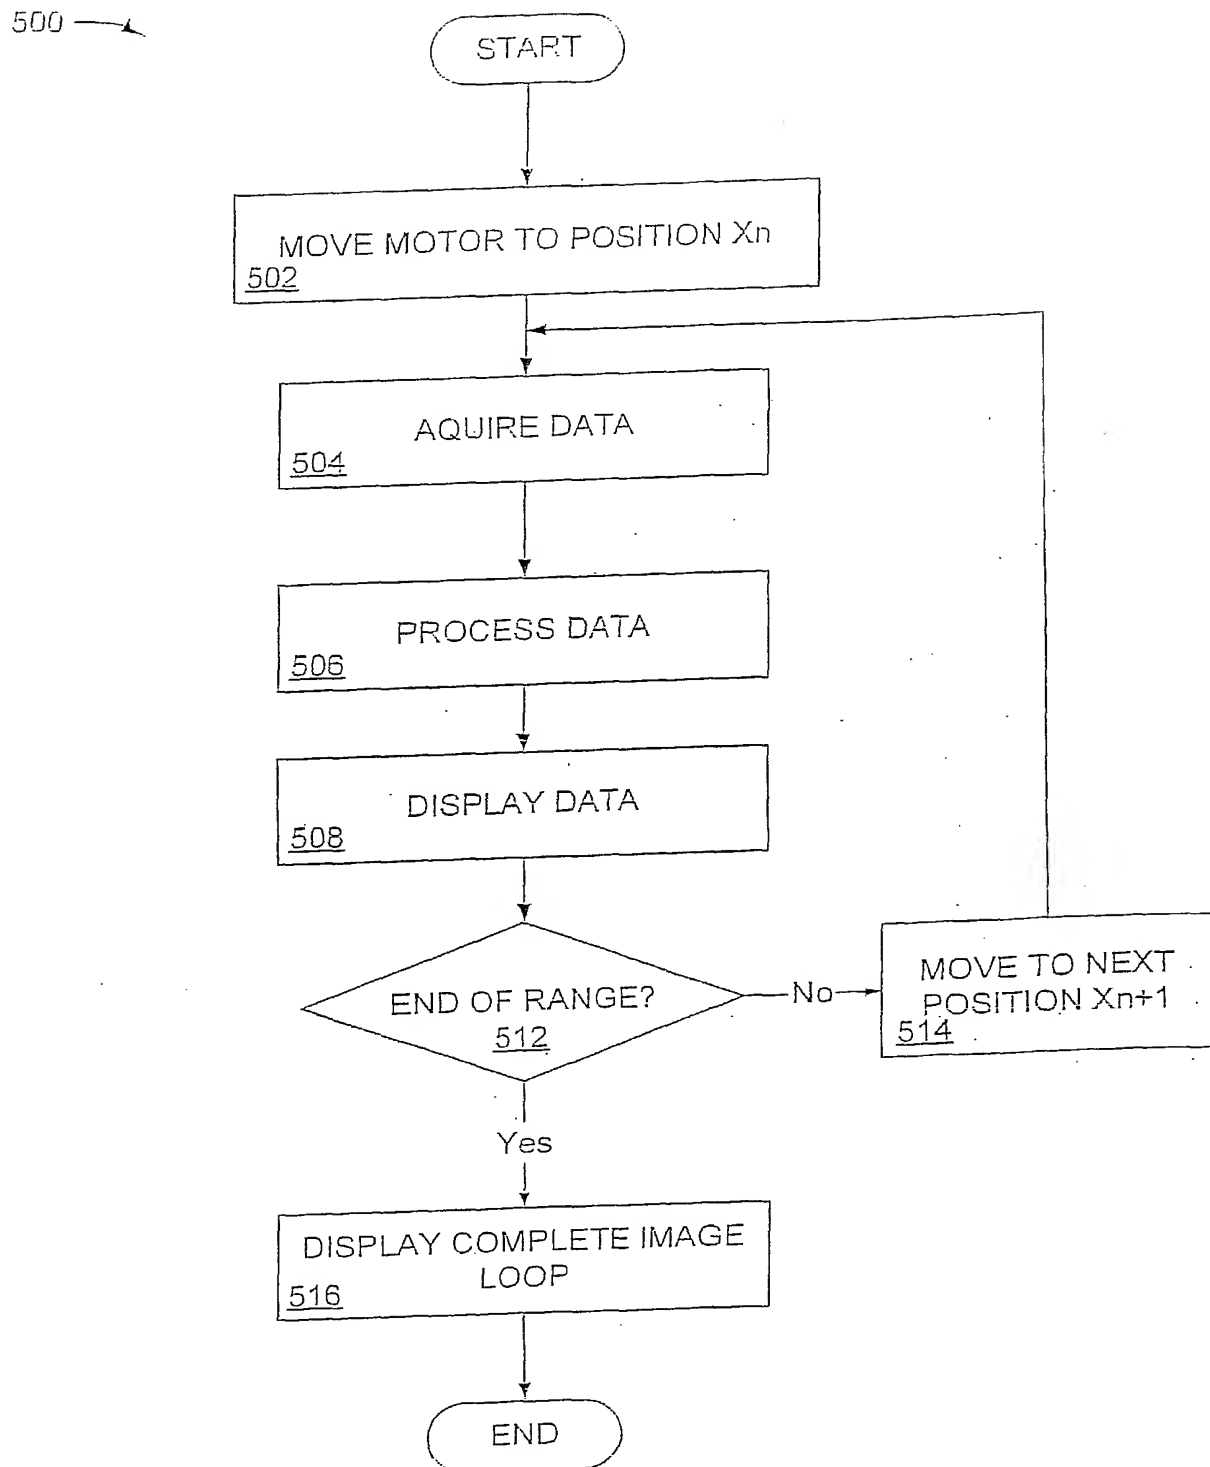 500
START
MOVE MOTOR TO POSITION Xn
502
AQUIRE DATA
504
PROCESS DATA
506
DISPLAY DATA
508
END OF RANGE?
512
No
MOVE TO NEXT
POSITION Xn+1
514
Yes
DISPLAY COMPLETE IMAGE
LOOP
516
END